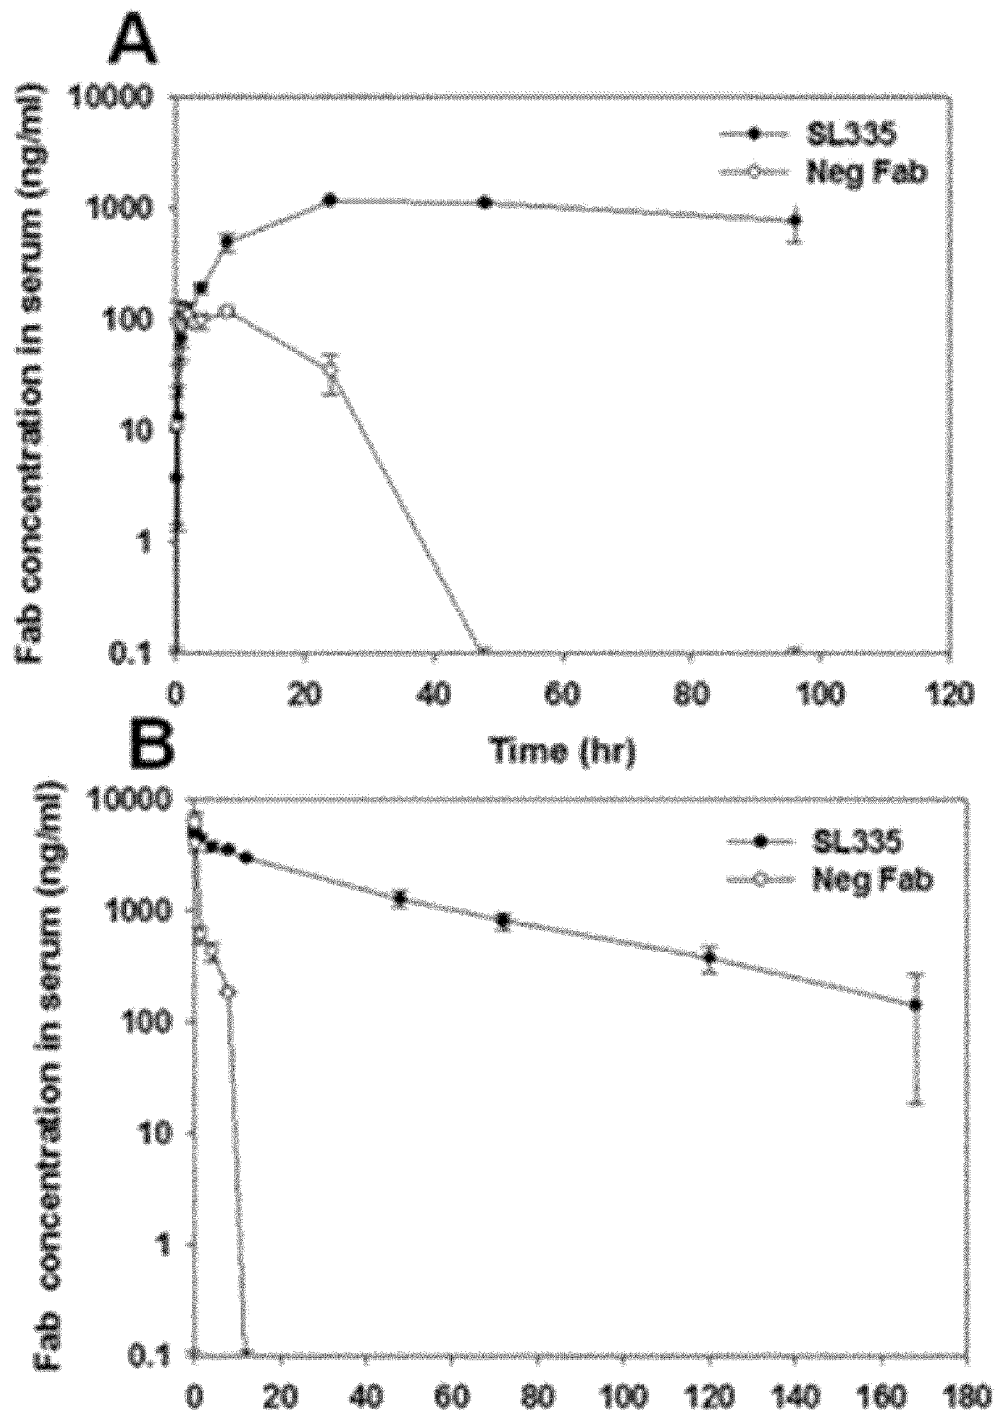 A
Fab concentration in serum (ng/ml)
10000
1000
100
10
1
0.1
SL335
Neg Fab
0 20 40 60 80 100 120
Time (hr)
B
Fab concentration in serum (ng/ml)
10000
1000
100
10
1
0.1
SL335
Neg Fab
0 20 40 60 80 100 120 140 160 180